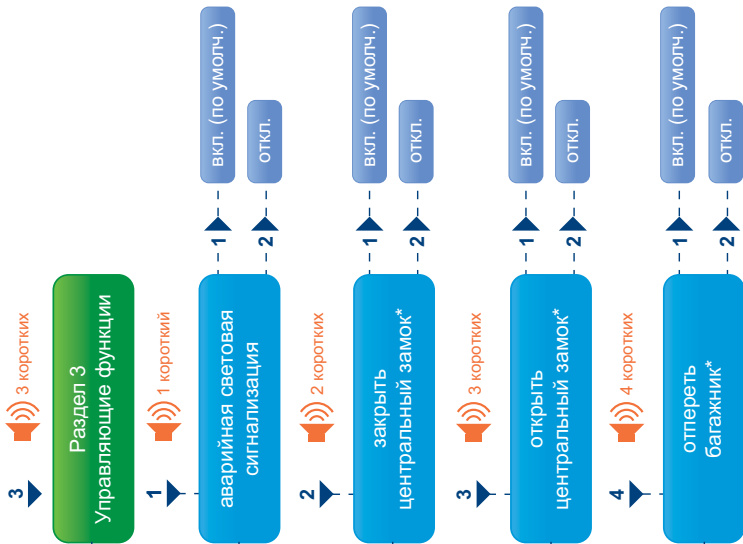 3
3 коротких
Раздел 3
Управляющие функции
1
1 короткий
аварийная световая
сигнализация
1
вкл. (по умолч.)
2
откл.
2
2 коротких
закрыть
центральный замок*
1
вкл. (по умолч.)
2
откл.
3
3 коротких
открыть
центральный замок*
1
вкл. (по умолч.)
2
откл.
4
4 коротких
отпереть
багажник*
1
вкл. (по умолч.)
2
откл.